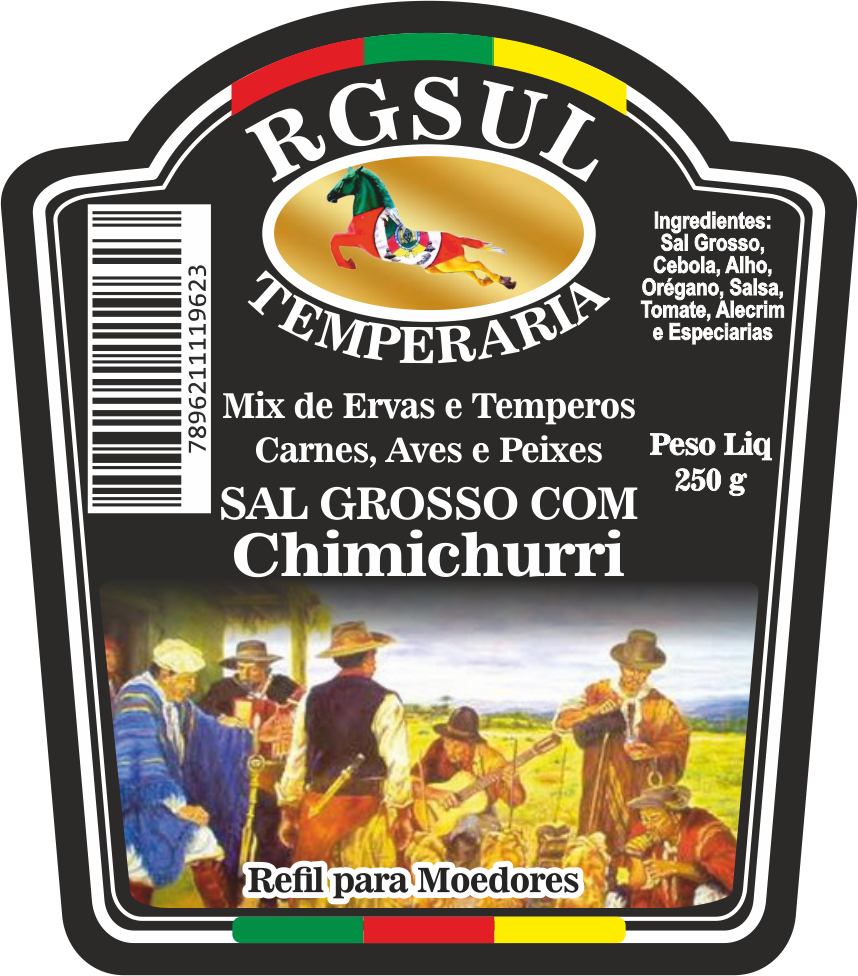 RGSUL
TEMPERARIA
7896211119623
Ingredientes:
Sal Grosso,
Cebola, Alho,
Orégano, Salsa,
Tomate, Alecrim
e Especiarias
Mix de Ervas e Temperos
Carnes, Aves e Peixes
Peso Liq
250 g
SAL GROSSO COM
Chimichurri
Refil para Moedores